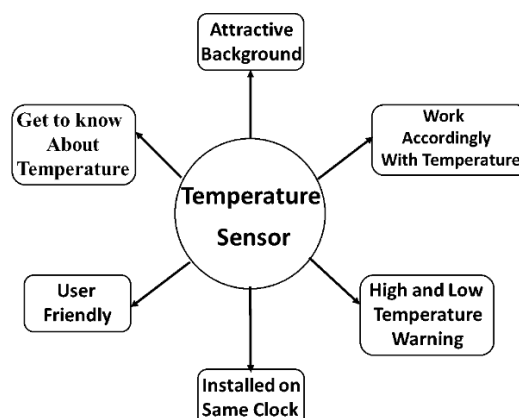 Attractive
Background
Get to know
About
Temperature
Work
Accordingly
With Temperature
Temperature
Sensor
User
Friendly
High and Low
Temperature
Warning
Installed on
Same Clock